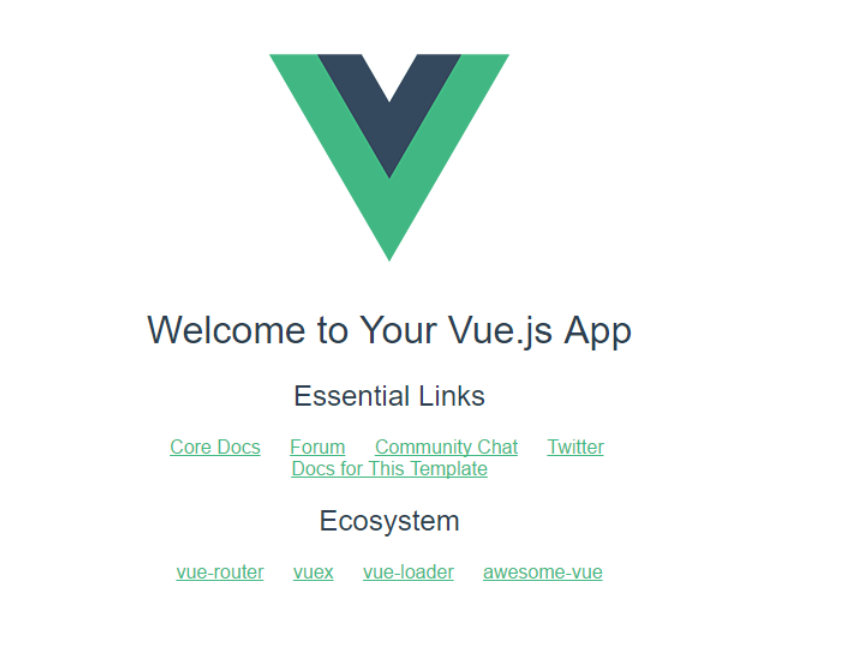 Welcome to Your Vue.js App
Essential Links
Core Docs Forum Community Chat Twitter
Docs for This Template
Ecosystem
vue-router vuex vue-loader awesome-vue